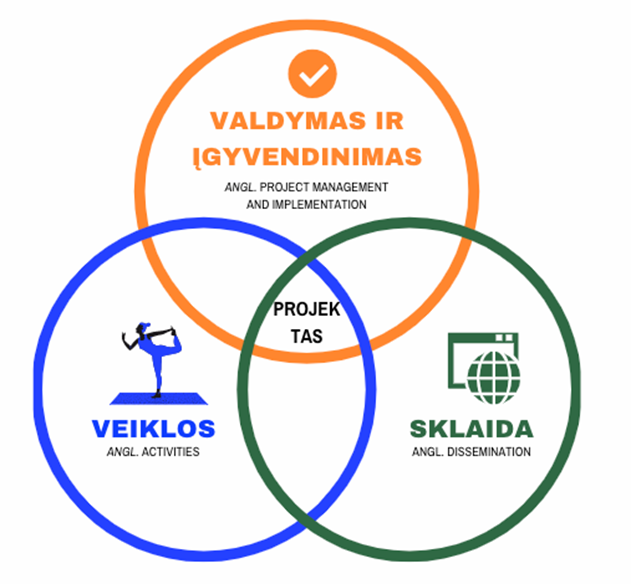 VALDYMAS IR
ĮGYVENDINIMAS
ANGL. PROJECT MANAGEMENT
AND IMPLEMENTATION
PROJEK
TAS
VEIKLOS
ANGL. ACTIVITIES
SKLAIDA
ANGL. DISSEMINATION